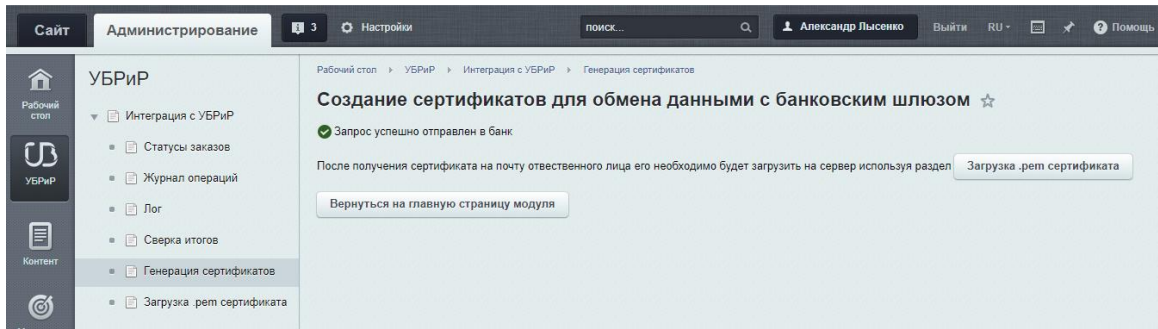 Сайт
Администрирование
3
Настройки
поиск...
Александр Лысенко
Выйти
RU
Помощь
Рабочий
стол
УБРиР
Контент
УБРиР
Интеграция с УБРиР
Статусы заказов
Журнал операций
Лог
Сверка итогов
Генерация сертификатов
Загрузка .pem сертификата
Рабочий стол УБРиР Интеграция с УБРиР Генерация сертификатов
Создание сертификатов для обмена данными с банковским шлюзом
Запрос успешно отправлен в банк
После получения сертификата на почту отвественного лица его необходимо будет загрузить на сервер используя раздел Загрузка .pem сертификата
Вернуться на главную страницу модуля